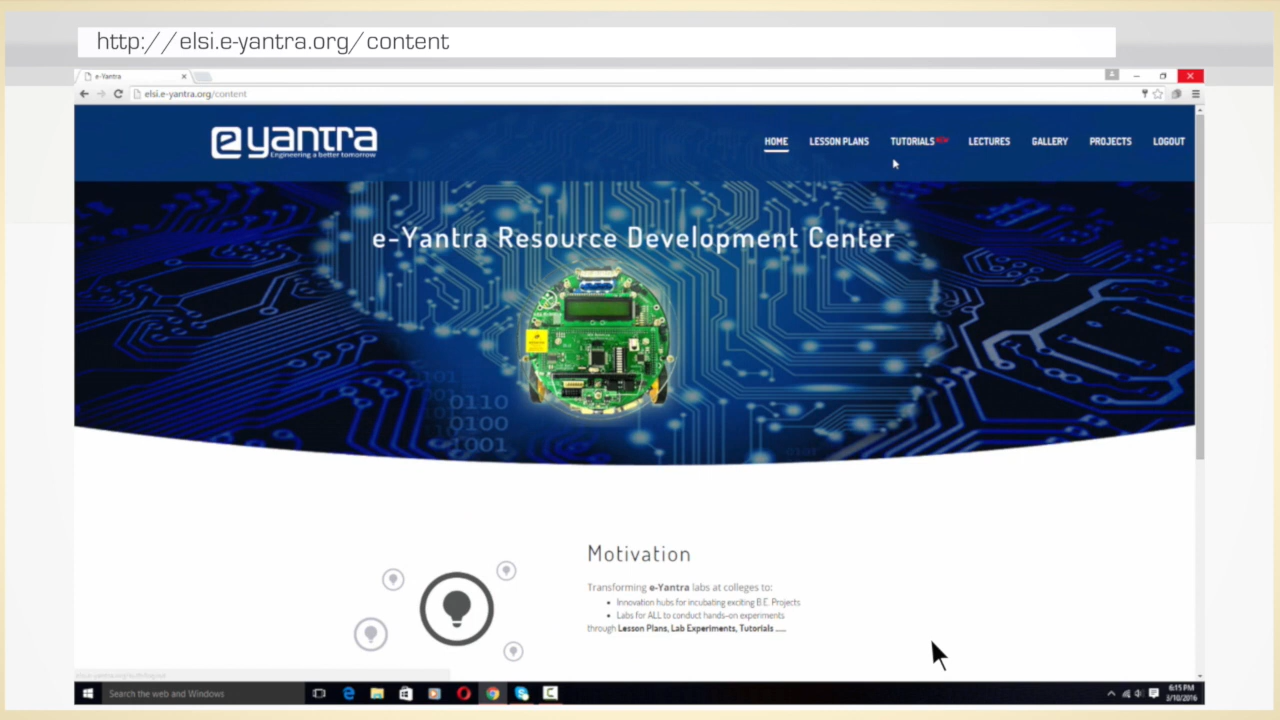 http://elsi.e-yantra.org/content
e-Yantra
elsi.e-yantra.org/content
e yantra
Engineering a better tomorrow
HOME LESSON PLANS TUTORIALS NEW LECTURES GALLERY PROJECTS LOGOUT
e-Yantra Resource Development Center
0110
0100
1001
Motivation
Transforming e-Yantra labs at colleges to:
Innovation hubs for incubating exciting B.E. Projects
Labs for ALL to conduct hands-on experiments
through Lesson Plans, Lab Experiments, Tutorials ......
Search the web and Windows
6:15 PM
3/10/2016